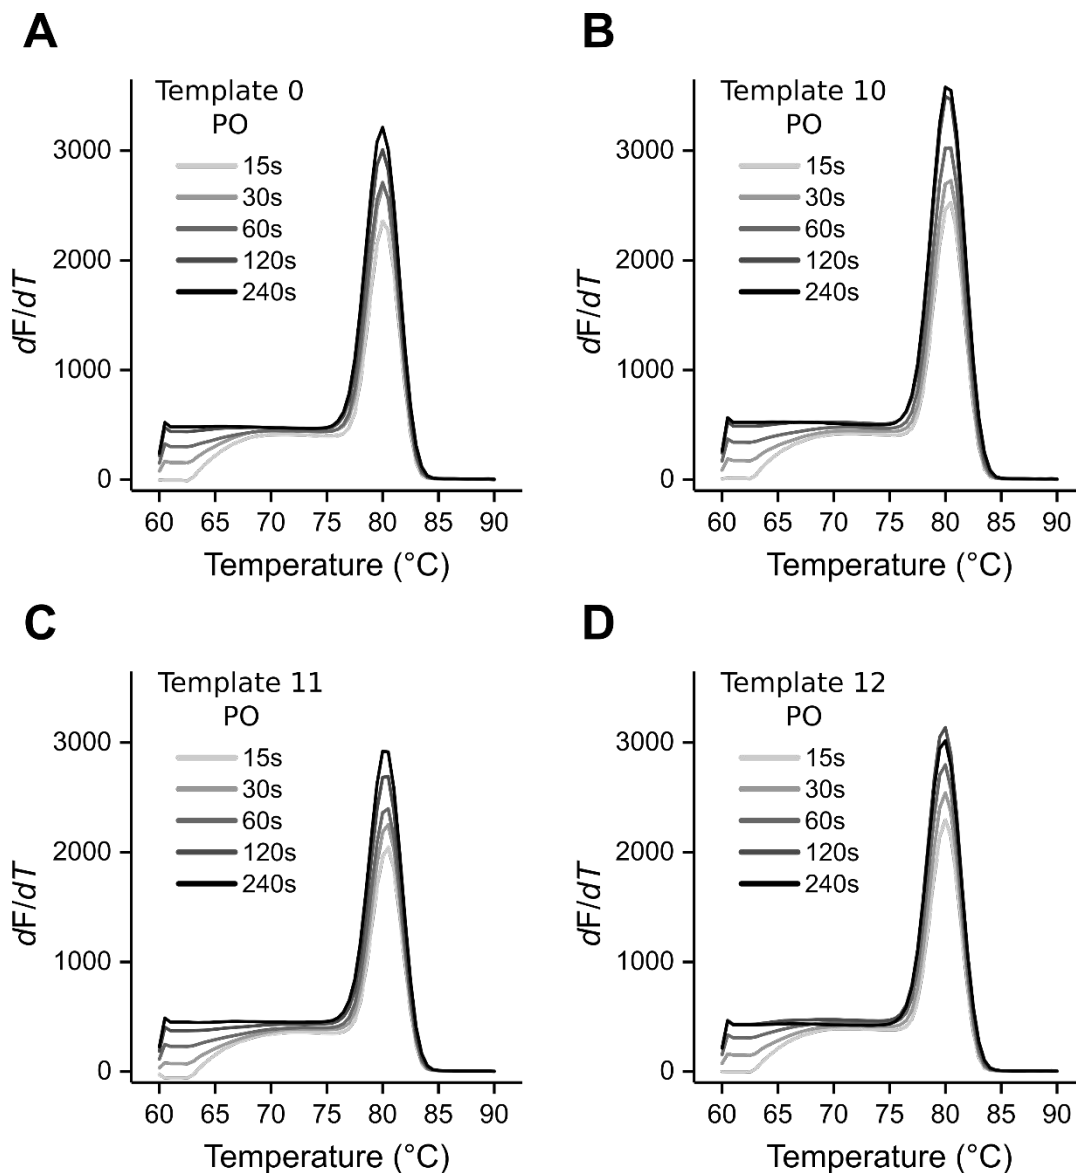 A
Template 0
PO
15s
30s
60s
120s
240s
3000
2000
1000
0
dF/dT
60 65 70 75 80 85 90
Temperature (°C)
B
Template 10
PO
15s
30s
60s
120s
240s
3000
2000
1000
0
dF/dT
60 65 70 75 80 85 90
Temperature (°C)
C
Template 11
PO
15s
30s
60s
120s
240s
3000
2000
1000
0
dF/dT
60 65 70 75 80 85 90
Temperature (°C)
D
Template 12
PO
15s
30s
60s
120s
240s
3000
2000
1000
0
dF/dT
60 65 70 75 80 85 90
Temperature (°C)